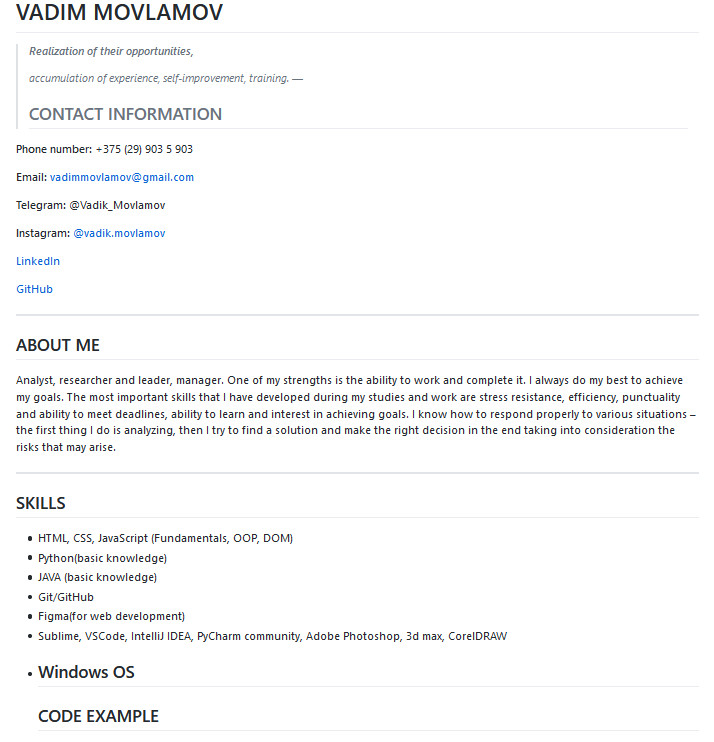 VADIM MOVLAMOV
Realization of their opportunities,
accumulation of experience, self-improvement, training. —
CONTACT INFORMATION
Phone number: +375 (29) 903 5 903
Email: vadimmovlamov@gmail.com
Telegram: @Vadik_Movlamov
Instagram: @vadik.movlamov
LinkedIn
GitHub
ABOUT ME
Analyst, researcher and leader, manager. One of my strengths is the ability to work and complete it. I always do my best to achieve
my goals. The most important skills that I have developed during my studies and work are stress resistance, efficiency, punctuality
and ability to meet deadlines, ability to learn and interest in achieving goals. I know how to respond properly to various situations –
the first thing I do is analyzing, then I try to find a solution and make the right decision in the end taking into consideration the
risks that may arise.
SKILLS
• HTML, CSS, JavaScript (Fundamentals, OOP, DOM)
• Python(basic knowledge)
• JAVA (basic knowledge)
• Git/GitHub
• Figma(for web development)
• Sublime, VSCode, IntelliJ IDEA, PyCharm community, Adobe Photoshop, 3d max, CorelDRAW
• Windows OS
CODE EXAMPLE